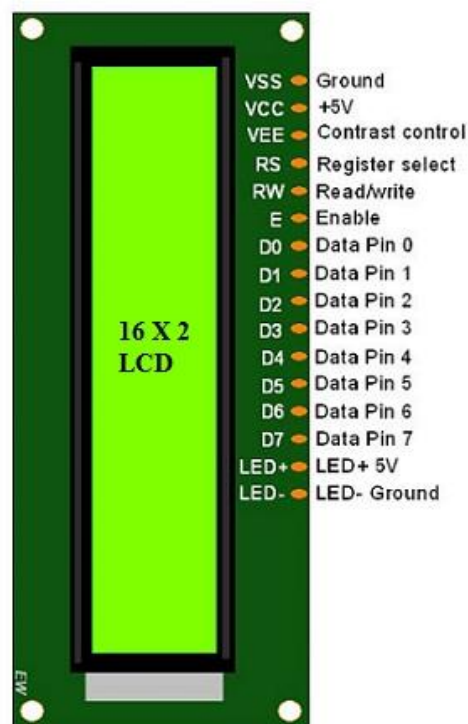 VSS Ground
VCC +5V
VEE Contrast control
RS Register select
RW Read/write
E Enable
D0 Data Pin 0
D1 Data Pin 1
D2 Data Pin 2
D3 Data Pin 3
16 X 2
LCD
D4 Data Pin 4
D5 Data Pin 5
D6 Data Pin 6
D7 Data Pin 7
LED+ LED+ 5V
LED- LED- Ground
EW